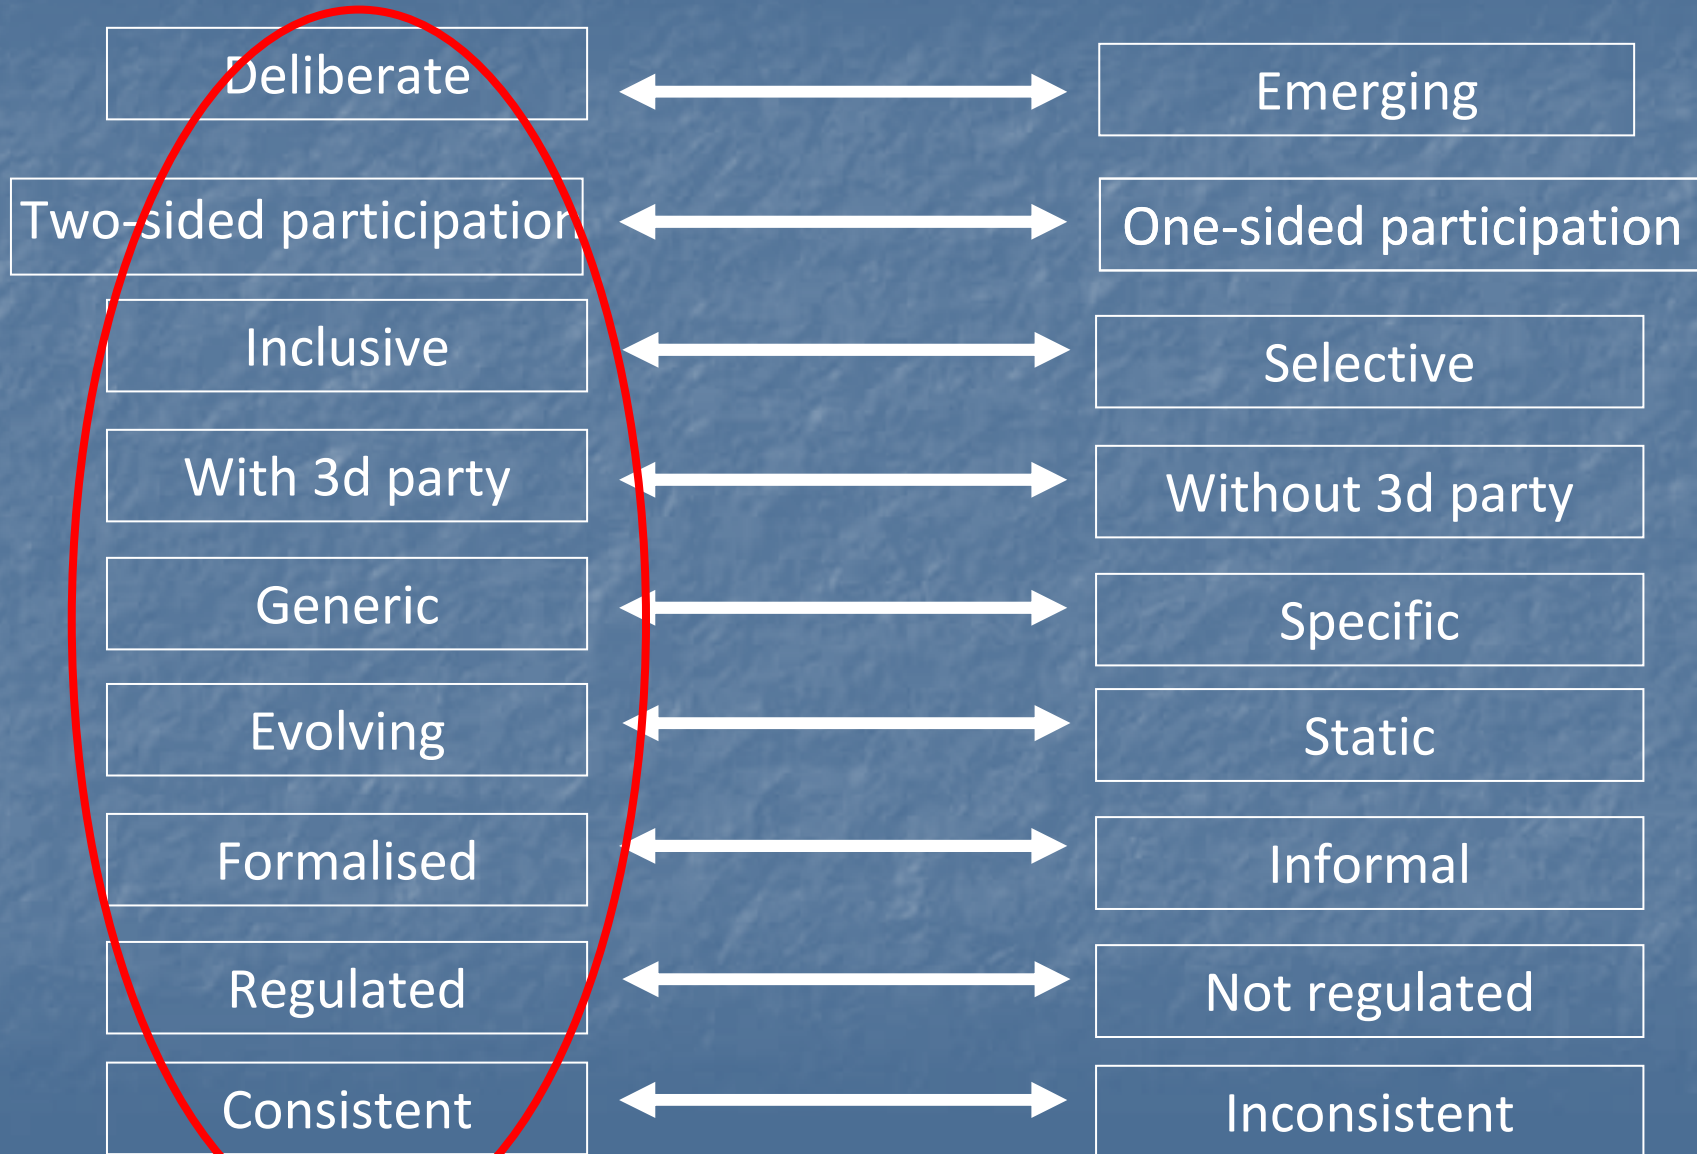 Deliberate
Emerging
Two-sided participation
One-sided participation
Inclusive
Selective
With 3d party
Without 3d party
Generic
Specific
Evolving
Static
Formalised
Informal
Regulated
Not regulated
Consistent
Inconsistent